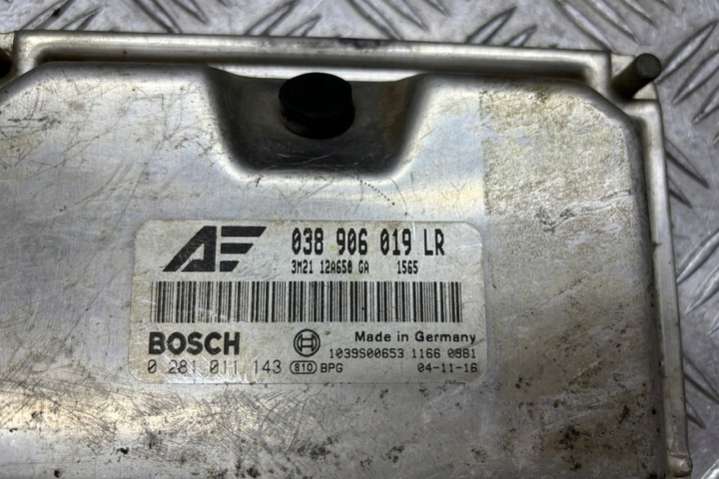 AE 038 906 019 LR
3M21 12A650 GA 1565
BOSCH Made in Germany
1039S00653 1166 0881
0 281 011 143 810 BPG 04-11-16